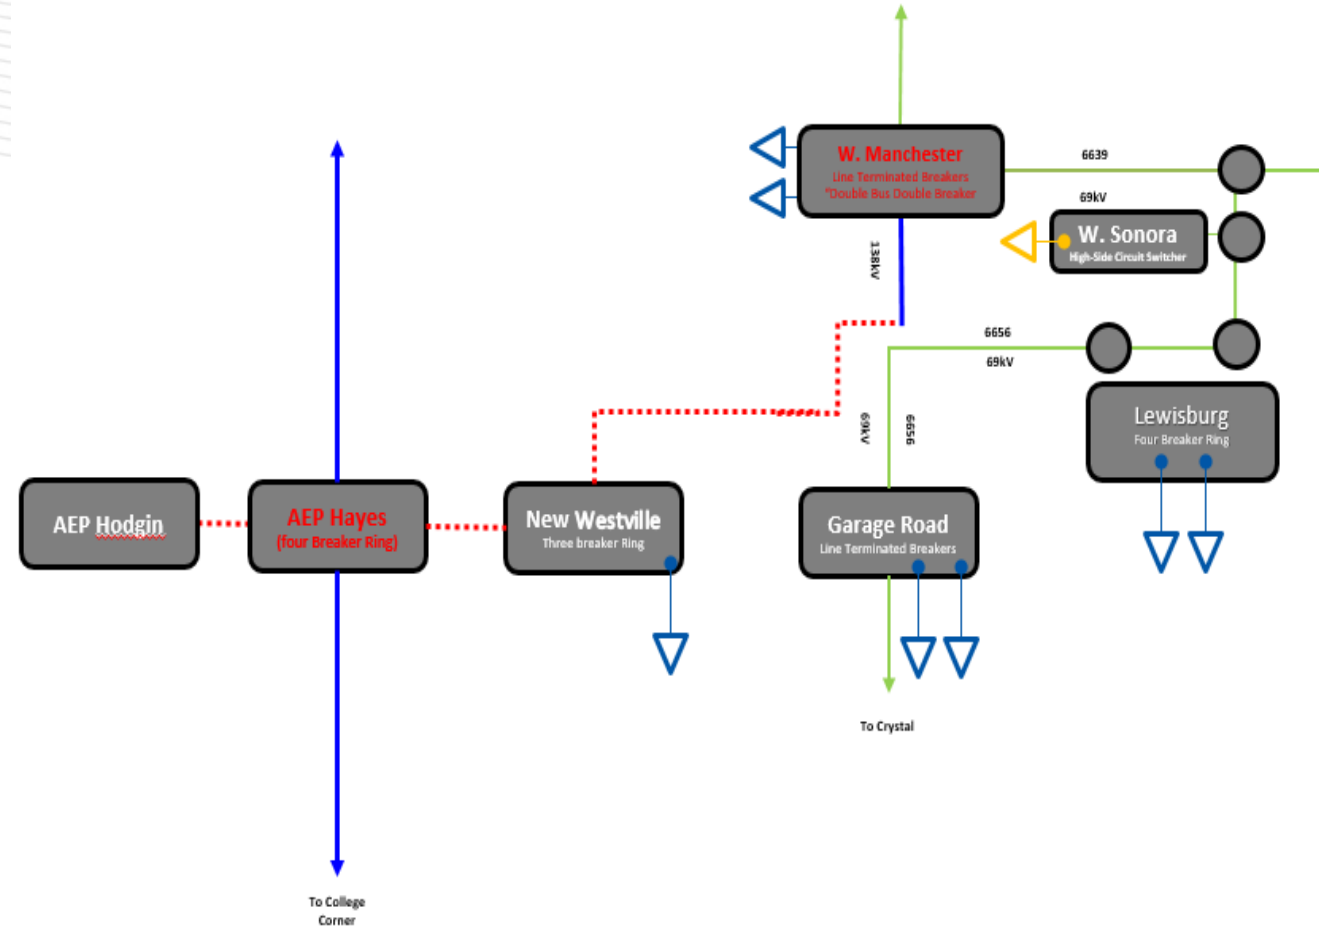 W. Manchester
Line Terminated Breakers
*Double Bus Double Breaker
6639
69kV
W. Sonora
High-Side Circuit Switcher
138kV
6656
69kV
69kV
6656
Lewisburg
Four Breaker Ring
AEP Hodgin
AEP Hayes
(four Breaker Ring)
New Westville
Three breaker Ring
Garage Road
Line Terminated Breakers
To Crystal
To College
Corner